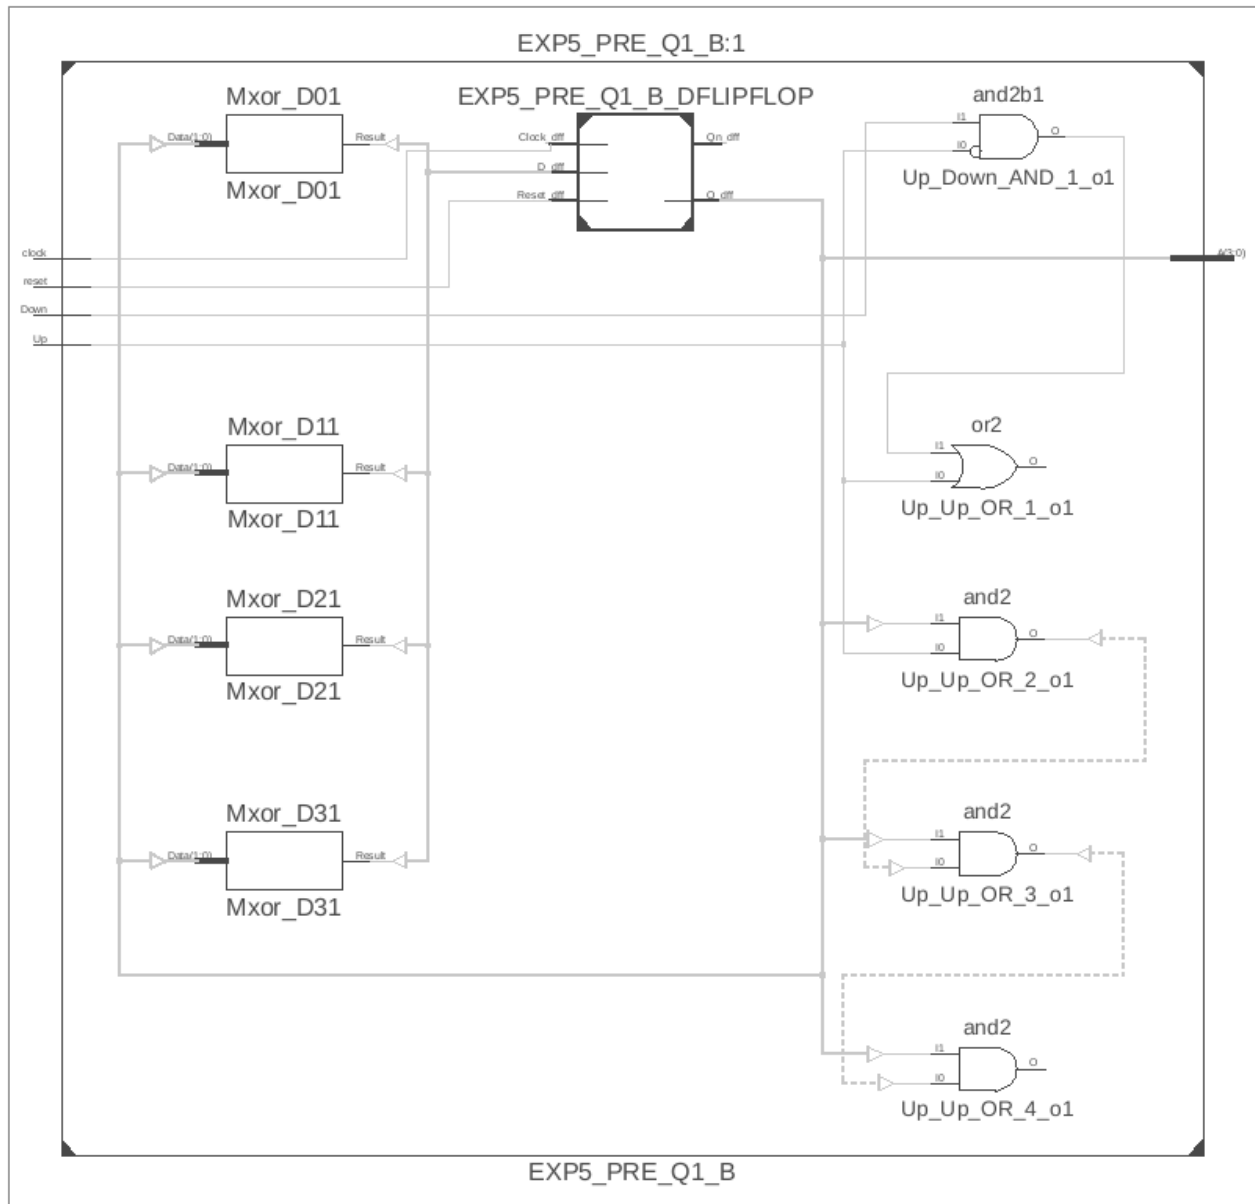 EXP5_PRE_Q1_B:1
Mxor_D01
EXP5_PRE_Q1_B_DFLIPFLOP
and2b1
Data(1:0)
Result
Clock_dff
Qn_dff
I1
O
D_dff
I0
Mxor_D01
Reset_dff
Q_dff
Up_Down_AND_1_o1
clock
A(3:0)
reset
Down
Up
Mxor_D11
or2
Data(1:0)
Result
I1
O
I0
Mxor_D11
Up_Up_OR_1_o1
Mxor_D21
and2
Data(1:0)
Result
I1
O
I0
Mxor_D21
Up_Up_OR_2_o1
Mxor_D31
and2
Data(1:0)
Result
I1
O
I0
Mxor_D31
Up_Up_OR_3_o1
and2
I1
O
I0
Up_Up_OR_4_o1
EXP5_PRE_Q1_B